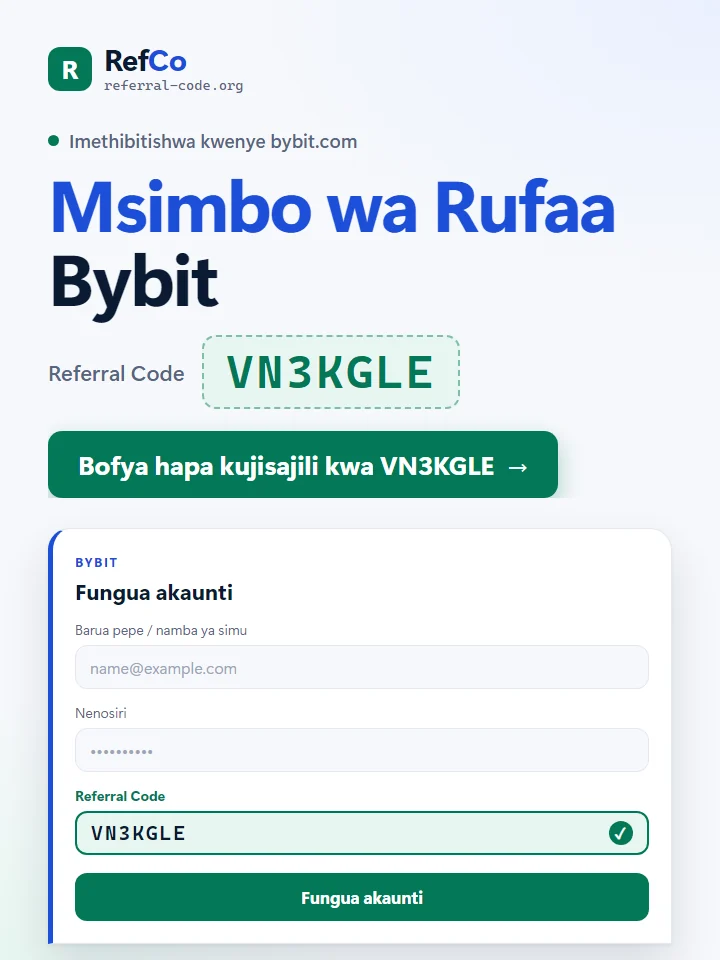 R
RefCo
referral-code.org
Imethibitishwa kwenye bybit.com
Msimbo wa Rufaa
Bybit
Referral Code
VN3KGLE
Bofya hapa kujisajili kwa VN3KGLE →
BYBIT
Fungua akaunti
Barua pepe / namba ya simu
name@example.com
Nenosiri
••••••••••
Referral Code
VN3KGLE
Fungua akaunti